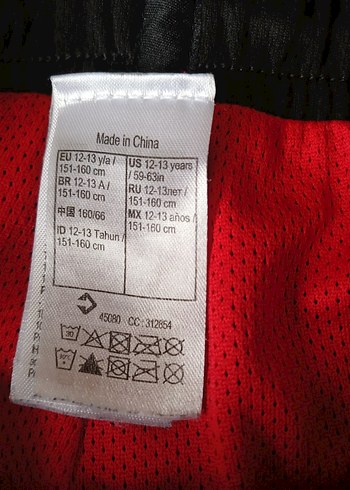 Made in China
EU 12-13 y/a /
151-160 cm
BR 12-13 A /
151-160 cm
中国 160/66
ID 12-13 Tahun /
151-160 cm
US 12-13 years
/ 59-63in
RU 12-13лет /
151-160 cm
MX 12-13 años /
151-160 cm
45080 CC : 312854
30